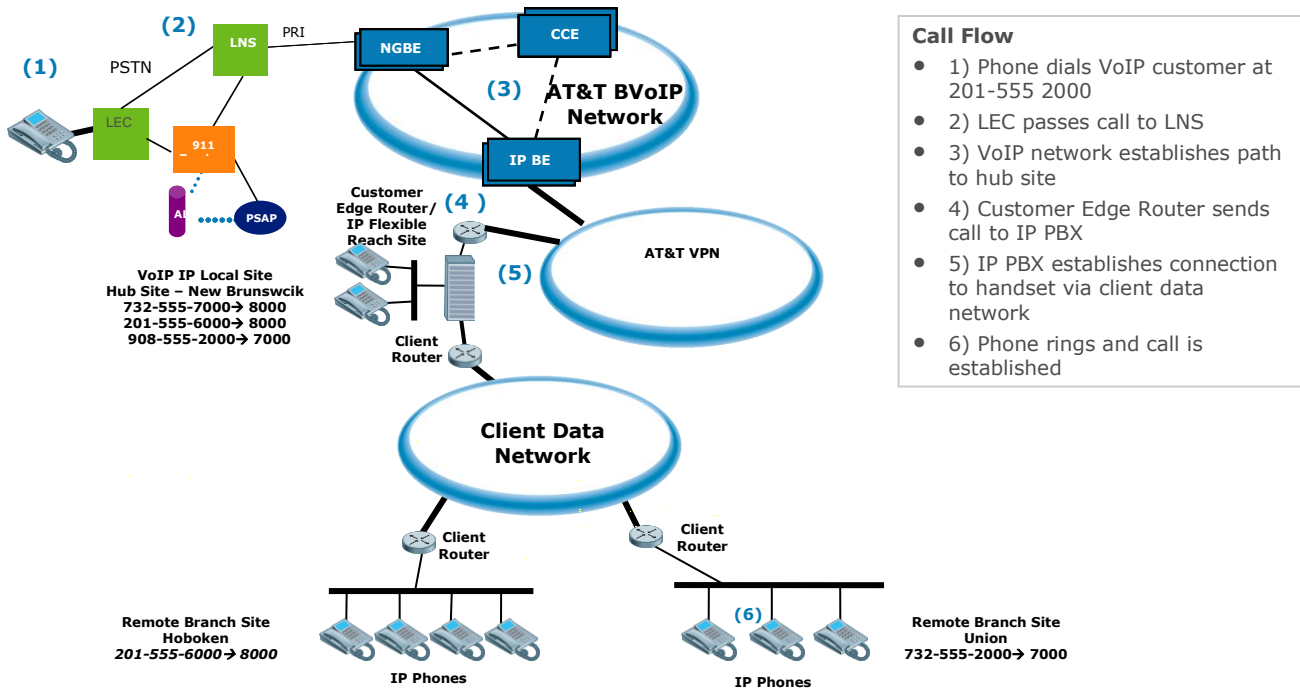 (1)
(2)
PSTN
LEC
LNS
PRI
911
PSAP
NGBE
CCE
(3)
AT&T BVoIP
Network
IP BE
Customer
Edge Router/
IP Flexible
Reach Site
(4)
(5)
AT&T VPN
VoIP IP Local Site
Hub Site – New Brunswcik
732-555-7000→ 8000
201-555-6000→ 8000
908-555-2000→ 7000
Client
Router
Client Data
Network
Client
Router
Client
Router
Remote Branch Site
Hoboken
201-555-6000→ 8000
IP Phones
(6)
IP Phones
Remote Branch Site
Union
732-555-2000→ 7000
Call Flow
• 1) Phone dials VoIP customer at
201-555 2000
• 2) LEC passes call to LNS
• 3) VoIP network establishes path
to hub site
• 4) Customer Edge Router sends
call to IP PBX
• 5) IP PBX establishes connection
to handset via client data
network
• 6) Phone rings and call is
established